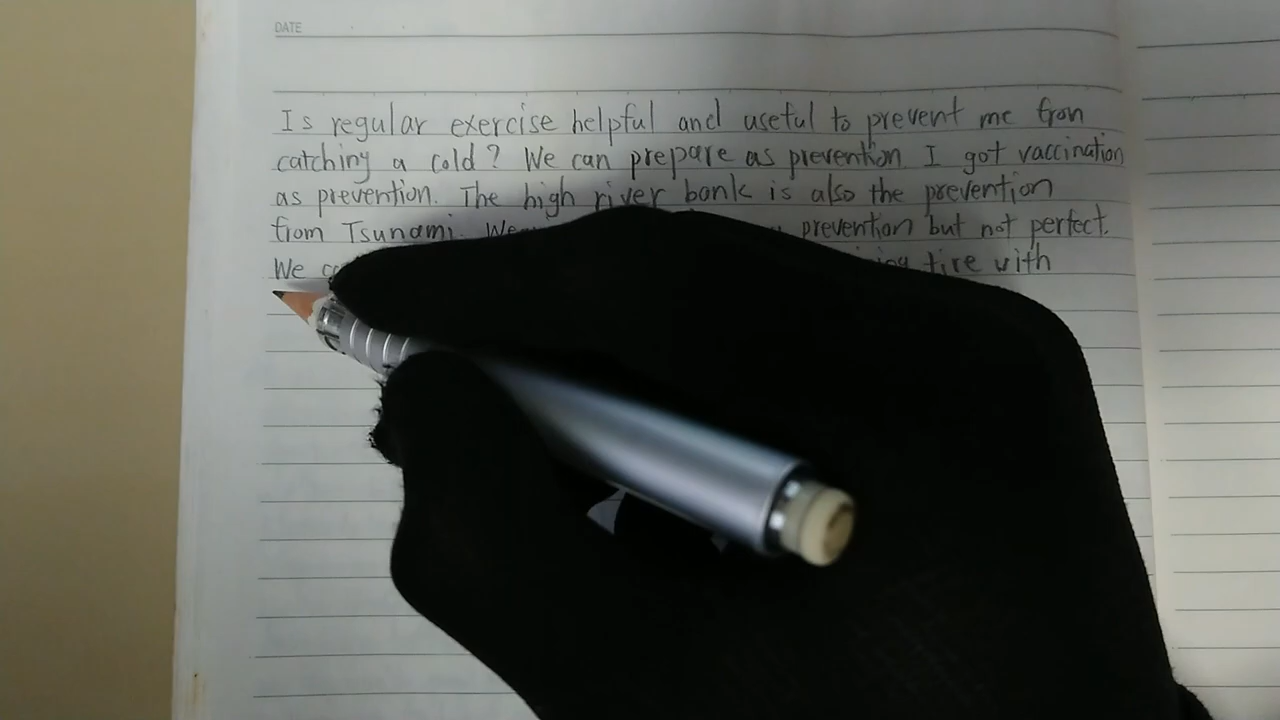 DATE
Is regular exercise helpful and useful to prevent me fron
catching a cold? We can prepare as prevention I got vaccination
as prevention. The high river bank is also the prevention
from Tsunami. prevention but not perfect.
We tire with